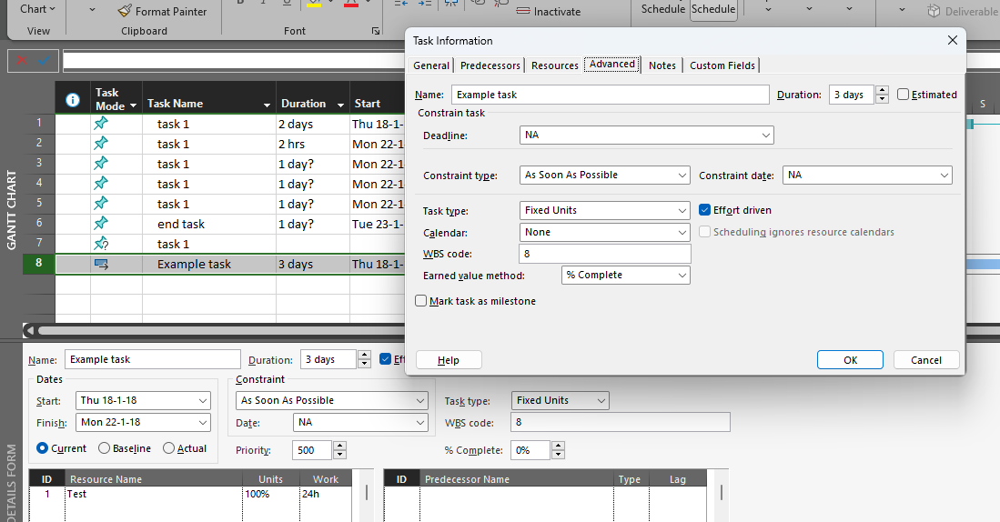 Chart
Format Painter
B I U
A
Inactivate
Schedule
Schedule
Deliverable
View
Clipboard
Font
Task Information
General Predecessors Resources Advanced Notes Custom Fields
Name: Example task Duration: 3 days Estimated
Constrain task
Deadline: NA
Constraint type: As Soon As Possible Constraint date: NA
Task type: Fixed Units Effort driven
Calendar: None Scheduling ignores resource calendars
WBS code: 8
Earned value method: % Complete
Mark task as milestone
Help OK Cancel
GANTT CHART
Task Mode Task Name Duration Start S
1 task 1 2 days Thu 18-1-
2 task 1 2 hrs Mon 22-1
3 task 1 1 day? Mon 22-1
4 task 1 1 day? Mon 22-1
5 task 1 1 day? Mon 22-1
6 end task 1 day? Tue 23-1-
7 task 1
8 Example task 3 days Thu 18-1-
DETAILS FORM
Name: Example task Duration: 3 days Ef
Dates Constraint
Start: Thu 18-1-18 As Soon As Possible Task type: Fixed Units
Finish: Mon 22-1-18 Date: NA WBS code: 8
Current Baseline Actual Priority: 500 % Complete: 0%
ID Resource Name Units Work ID Predecessor Name Type Lag
1 Test 100% 24h